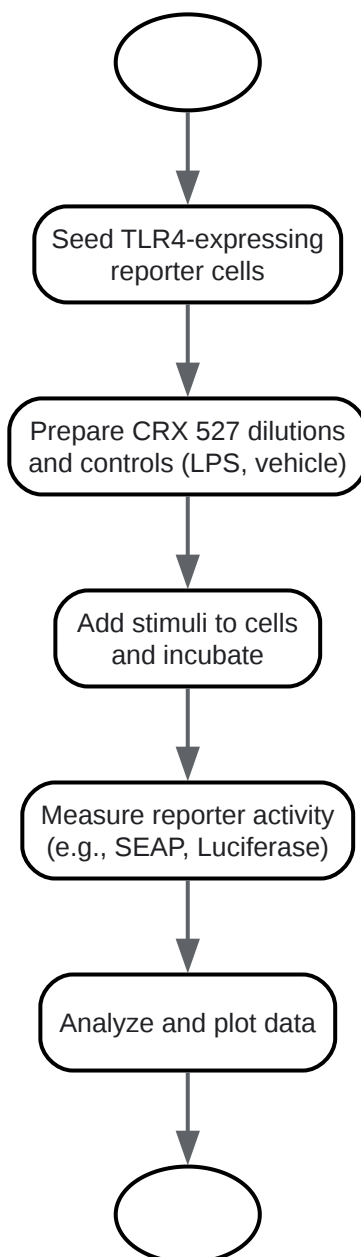 Seed TLR4-expressing
reporter cells
Prepare CRX 527 dilutions
and controls (LPS, vehicle)
Add stimuli to cells
and incubate
Measure reporter activity
(e.g., SEAP, Luciferase)
Analyze and plot data